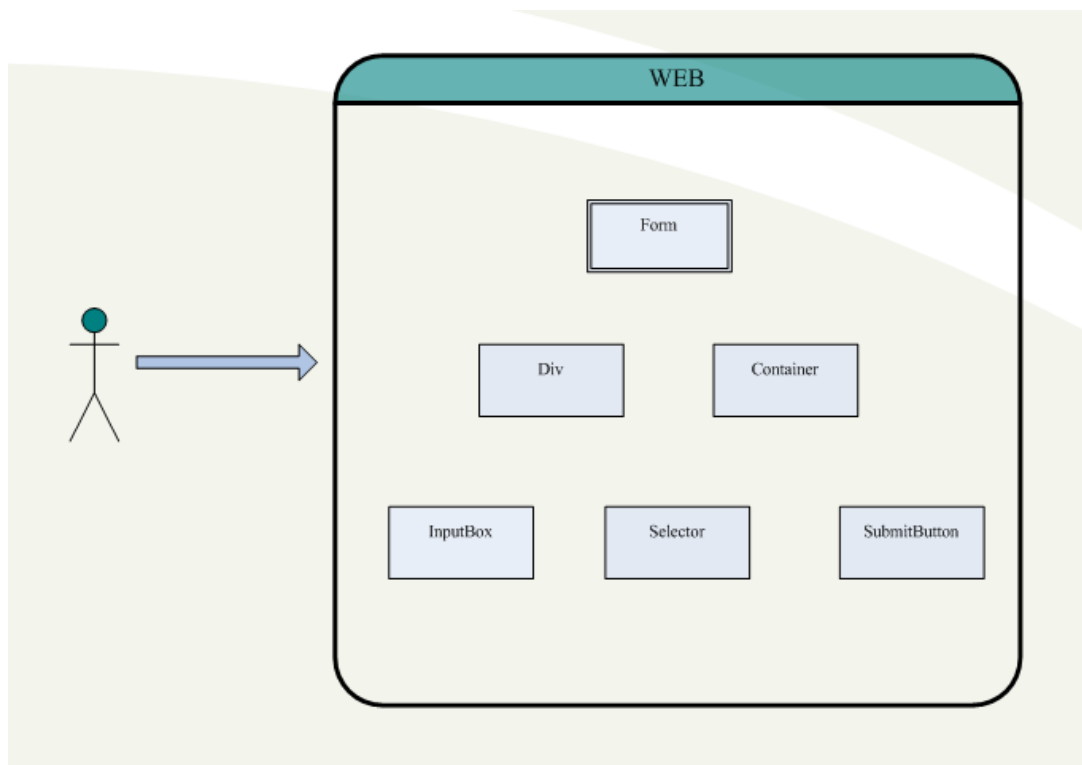 WEB
Form
Div
Container
InputBox
Selector
SubmitButton